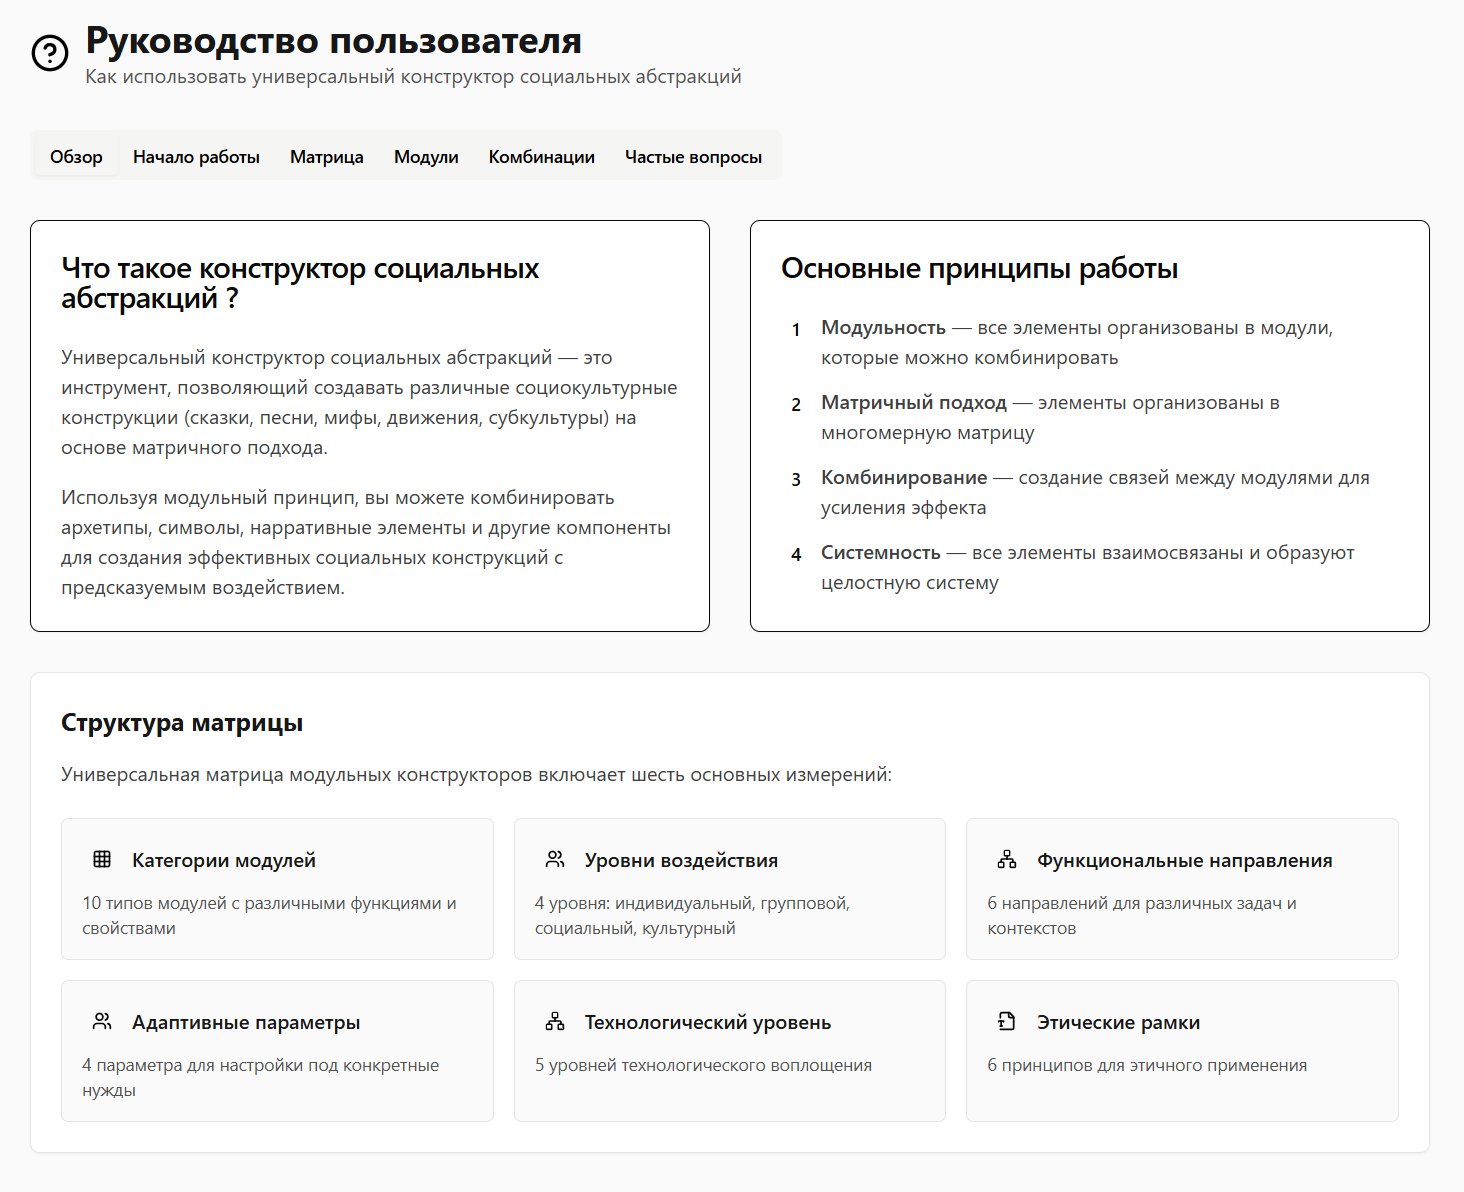 Руководство пользователя
Как использовать универсальный конструктор социальных абстракций
Обзор
Начало работы
Матрица
Модули
Комбинации
Частые вопросы
Что такое конструктор социальных
абстракций ?
Универсальный конструктор социальных абстракций — это
инструмент, позволяющий создавать различные социокультурные
конструкции (сказки, песни, мифы, движения, субкультуры) на
основе матричного подхода.
Используя модульный принцип, вы можете комбинировать
архетипы, символы, нарративные элементы и другие компоненты
для создания эффективных социальных конструкций с
предсказуемым воздействием.
Основные принципы работы
1 Модульность — все элементы организованы в модули,
которые можно комбинировать
2 Матричный подход — элементы организованы в
многомерную матрицу
3 Комбинирование — создание связей между модулями для
усиления эффекта
4 Системность — все элементы взаимосвязаны и образуют
целостную систему
Структура матрицы
Универсальная матрица модульных конструкторов включает шесть основных измерений:
Категории модулей
10 типов модулей с различными функциями и
свойствами
Уровни воздействия
4 уровня: индивидуальный, групповой,
социальный, культурный
Функциональные направления
6 направлений для различных задач и
контекстов
Адаптивные параметры
4 параметра для настройки под конкретные
нужды
Технологический уровень
5 уровней технологического воплощения
Этические рамки
6 принципов для этичного применения